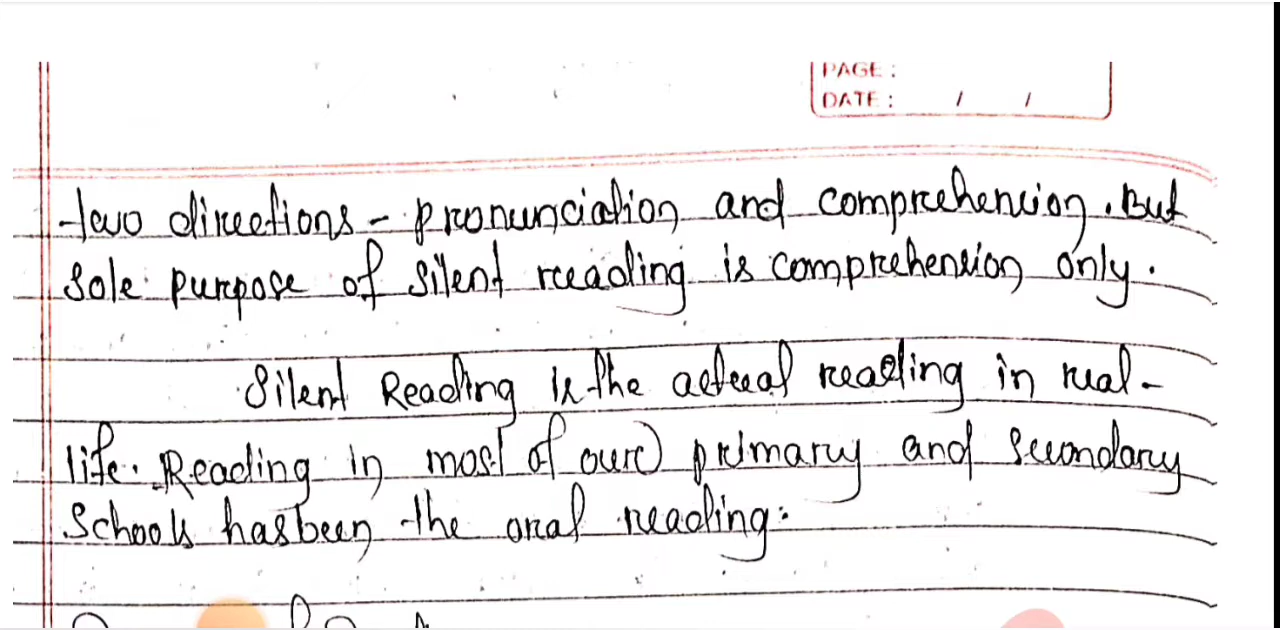 PAGE :
DATE : / /
two directions - pronunciation and comprehension. But
sole purpose of silent reading is comprehension only.
Silent Reading is the actual reading in real-
life. Reading in most of our primary and secondary
schools has been the oral reading.